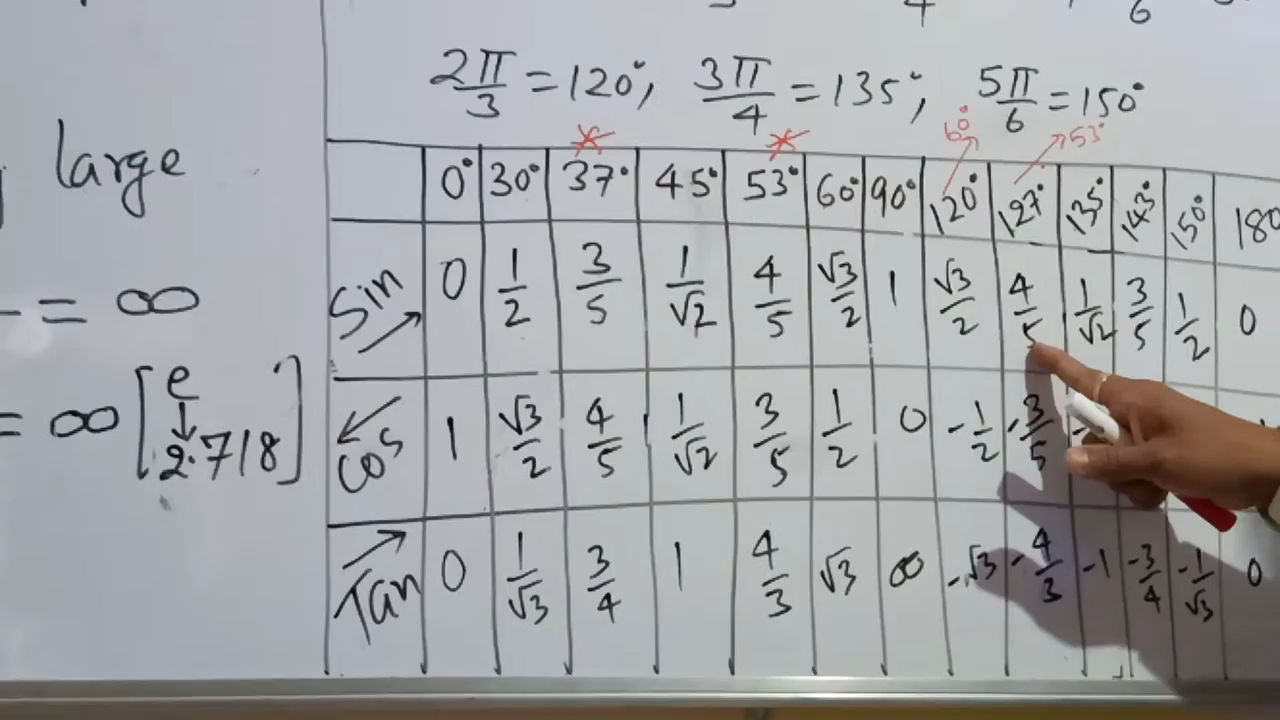 6
2π/3 = 120°, 3π/4 = 135°, 5π/6 = 150°
60° 53°
large
= ∞
= ∞ [e ↓ 2.718]
0° 30° 37° 45° 53° 60° 90° 120° 127° 135° 143° 150° 180
Sin 0 1/2 3/5 1/√2 4/5 √3/2 1 √3/2 4/5 1/√2 3/5 1/2 0
Cos 1 √3/2 4/5 1/√2 3/5 1/2 0 -1/2 -3/5
Tan 0 1/√3 3/4 1 4/3 √3 ∞ -√3 -4/3 -1 -3/4 -1/√3 0